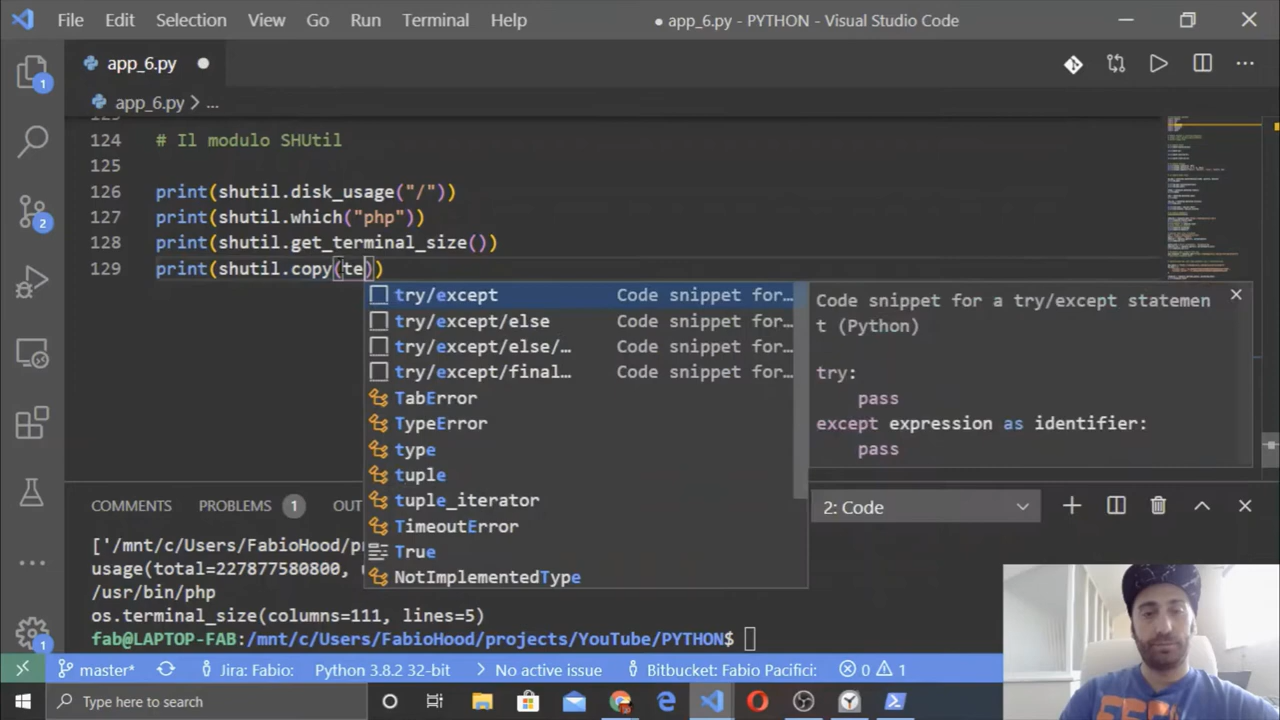 File Edit Selection View Go Run Terminal Help
● app_6.py - PYTHON - Visual Studio Code
app_6.py
app_6.py > ...
124 # Il modulo SHUtil
125
126 print(shutil.disk_usage("/"))
127 print(shutil.which("php"))
128 print(shutil.get_terminal_size())
129 print(shutil.copy(te))
try/except Code snippet for…
try/except/else Code snippet for…
try/except/else/… Code snippet for…
try/except/final… Code snippet for…
TabError
TypeError
type
tuple
tuple_iterator
TimeoutError
True
NotImplementedType
Code snippet for a try/except statemen
t (Python)
try:
pass
except expression as identifier:
pass
COMMENTS PROBLEMS 1 OUT
2: Code
['/mnt/c/Users/FabioHood/pr
usage(total=227877580800, u
/usr/bin/php
os.terminal_size(columns=111, lines=5)
fab@LAPTOP-FAB:/mnt/c/Users/FabioHood/projects/YouTube/PYTHON$
master* Jira: Fabio: Python 3.8.2 32-bit No active issue Bitbucket: Fabio Pacifici: 0 1
Type here to search
1
2
1